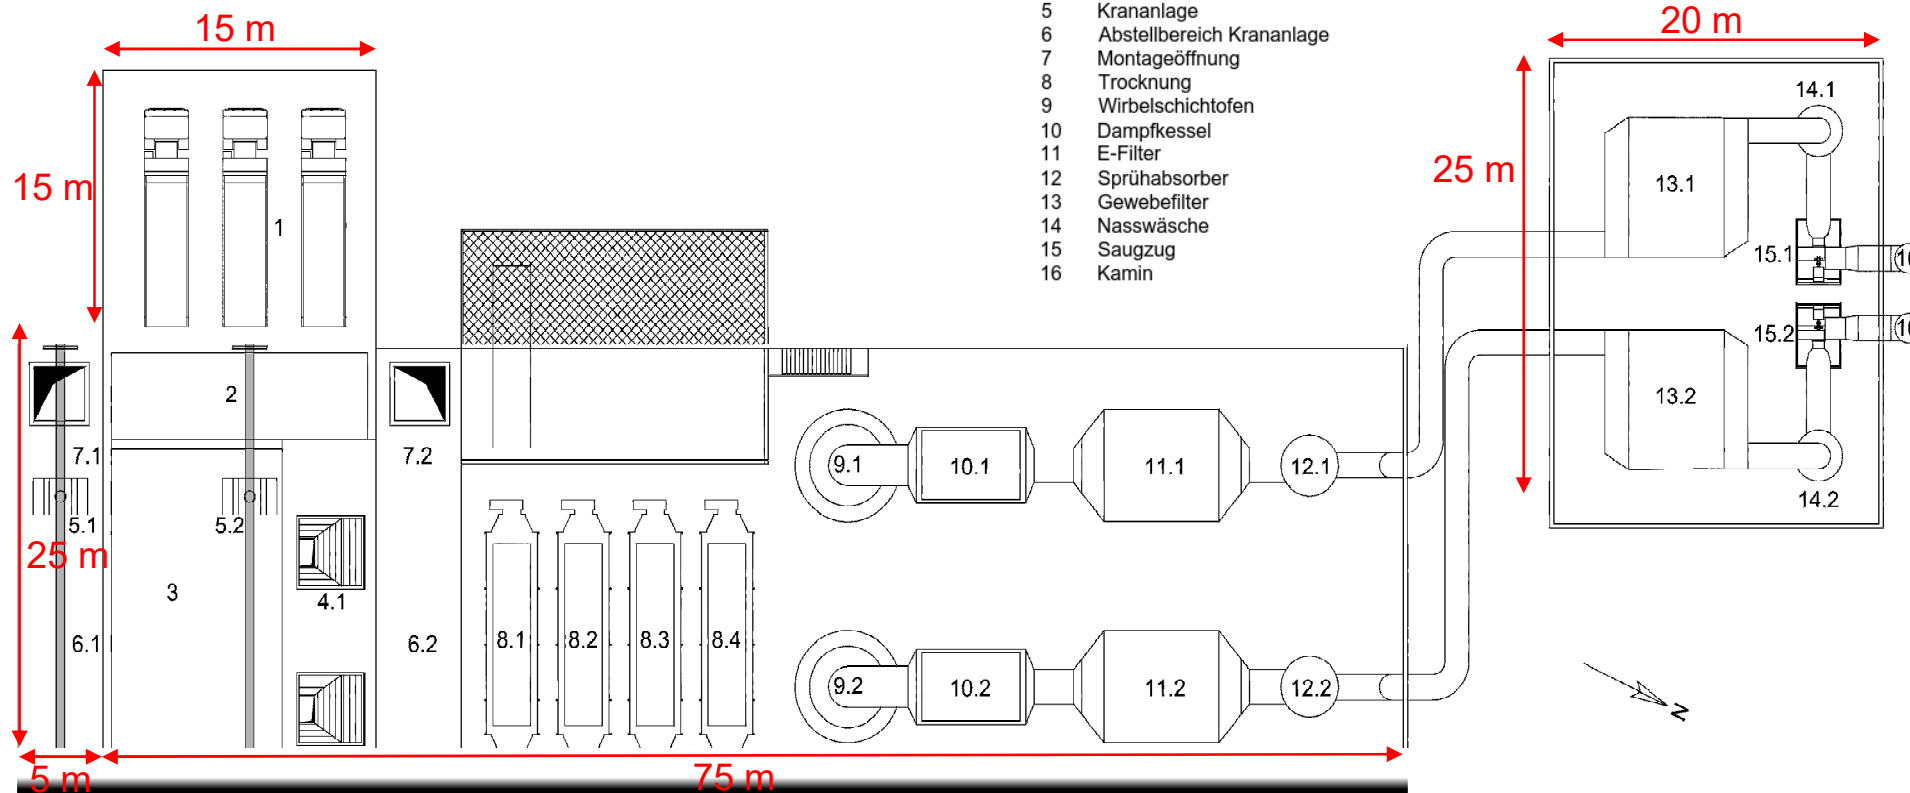 15 m
5 Krananlage
6 Abstellbereich Krananlage
7 Montageöffnung
8 Trocknung
9 Wirbelschichtofen
10 Dampfkessel
11 E-Filter
12 Sprühabsorber
13 Gewebefilter
14 Nasswäsche
15 Saugzug
16 Kamin
20 m
15 m
25 m
14.1
13.1
1
15.1
15.2
2
13.2
7.1
7.2
9.1
10.1
11.1
12.1
14.2
5.1
5.2
25 m
3
4.1
6.1
6.2
8.1
8.2
8.3
8.4
9.2
10.2
11.2
12.2
N
5 m
75 m